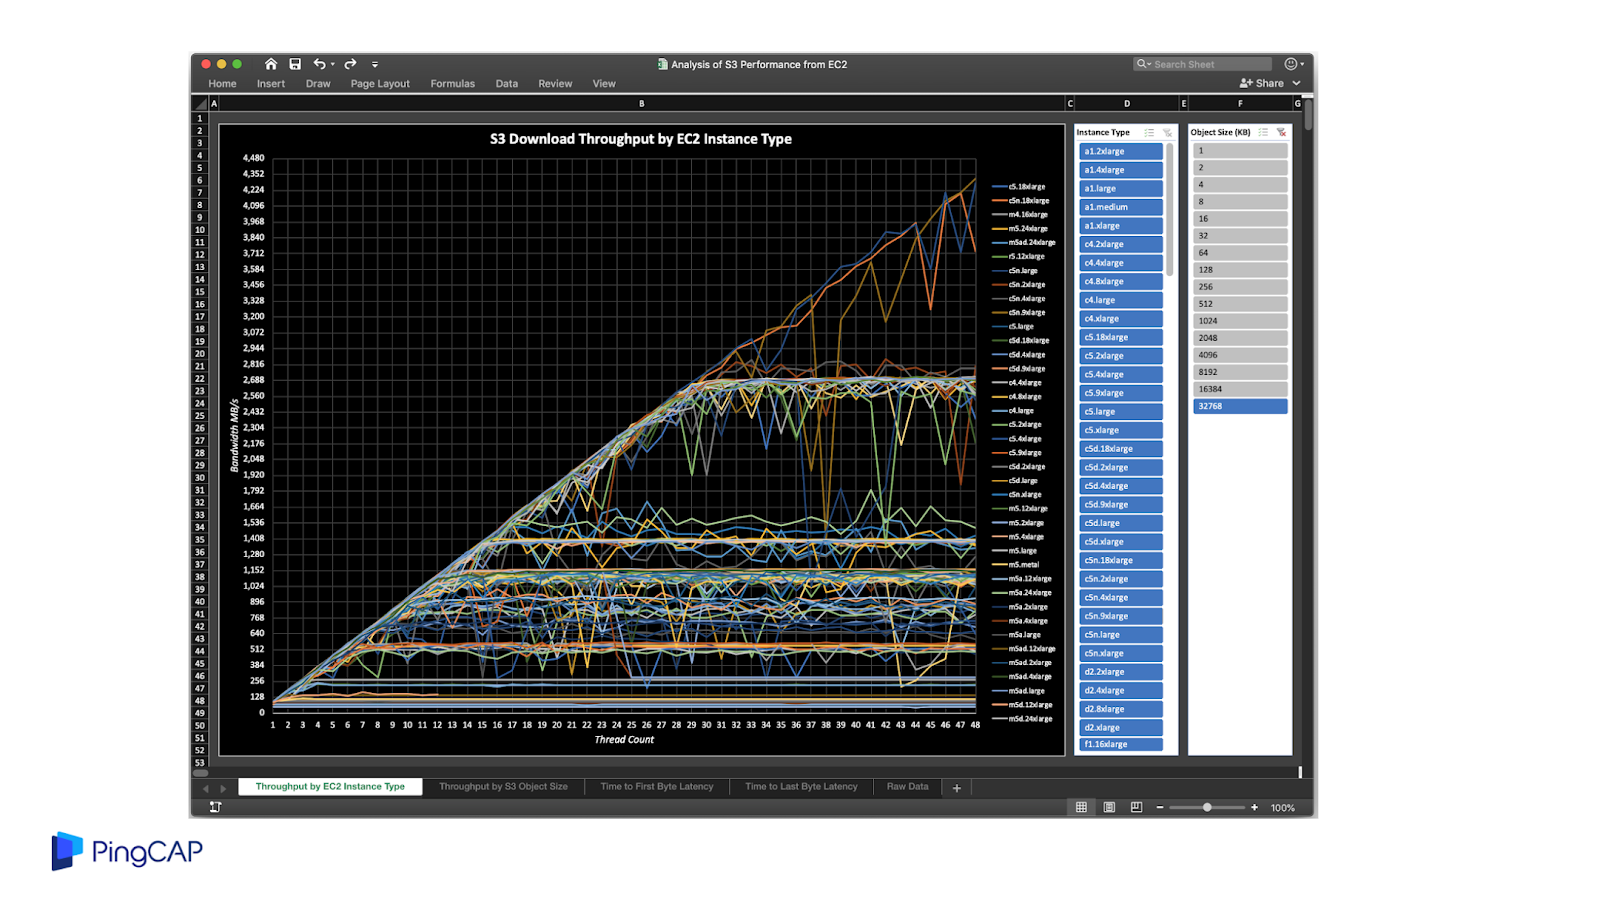 Analysis of S3 Performance from EC2
Search Sheet
Home Insert Draw Page Layout Formulas Data Review View
Share
A B C D E F G
1
2
3
4
5
6
7
8
9
10
11
12
13
14
15
16
17
18
19
20
21
22
23
24
25
26
27
28
29
30
31
32
33
34
35
36
37
38
39
40
41
42
43
44
45
46
47
48
49
50
51
52
53
S3 Download Throughput by EC2 Instance Type
4,480
4,352
4,224
4,096
3,968
3,840
3,712
3,584
3,456
3,328
3,200
3,072
2,944
2,816
2,688
2,560
2,432
2,304
2,176
2,048
1,920
1,792
1,664
1,536
1,408
1,280
1,152
1,024
896
768
640
512
384
256
128
0
Bandwidth MB/s
1 2 3 4 5 6 7 8 9 10 11 12 13 14 15 16 17 18 19 20 21 22 23 24 25 26 27 28 29 30 31 32 33 34 35 36 37 38 39 40 41 42 43 44 45 46 47 48
Thread Count
c5.18xlarge
c5n.18xlarge
m4.16xlarge
m5.24xlarge
m5ad.24xlarge
r5.12xlarge
c5n.large
c5n.2xlarge
c5n.4xlarge
c5n.9xlarge
c5.large
c5d.18xlarge
c5d.4xlarge
c5d.9xlarge
c4.4xlarge
c4.8xlarge
c4.large
c5.2xlarge
c5.4xlarge
c5.9xlarge
c5d.2xlarge
c5d.large
c5n.xlarge
m5.12xlarge
m5.2xlarge
m5.4xlarge
m5.large
m5.metal
m5a.12xlarge
m5a.24xlarge
m5a.2xlarge
m5a.4xlarge
m5a.large
m5ad.12xlarge
m5ad.2xlarge
m5ad.4xlarge
m5ad.large
m5d.12xlarge
m5d.24xlarge
Instance Type
a1.2xlarge
a1.4xlarge
a1.large
a1.medium
a1.xlarge
c4.2xlarge
c4.4xlarge
c4.8xlarge
c4.large
c4.xlarge
c5.18xlarge
c5.2xlarge
c5.4xlarge
c5.9xlarge
c5.large
c5.xlarge
c5d.18xlarge
c5d.2xlarge
c5d.4xlarge
c5d.9xlarge
c5d.large
c5d.xlarge
c5n.18xlarge
c5n.2xlarge
c5n.4xlarge
c5n.9xlarge
c5n.large
c5n.xlarge
d2.2xlarge
d2.4xlarge
d2.8xlarge
d2.xlarge
f1.16xlarge
Object Size (KB)
1
2
4
8
16
32
64
128
256
512
1024
2048
4096
8192
16384
32768
Throughput by EC2 Instance Type Throughput by S3 Object Size Time to First Byte Latency Time to Last Byte Latency Raw Data
100%
PingCAP